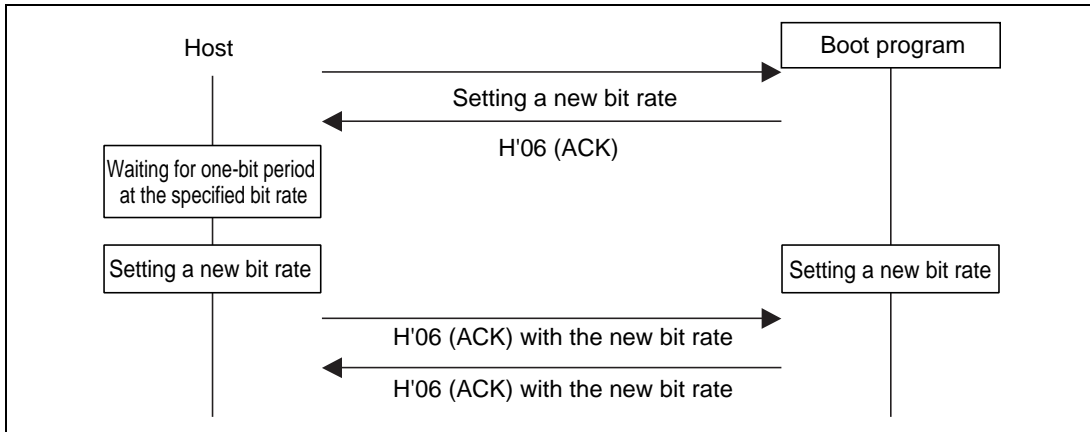 Host
Boot program
Setting a new bit rate
H'06 (ACK)
Waiting for one-bit period
at the specified bit rate
Setting a new bit rate
Setting a new bit rate
H'06 (ACK) with the new bit rate
H'06 (ACK) with the new bit rate